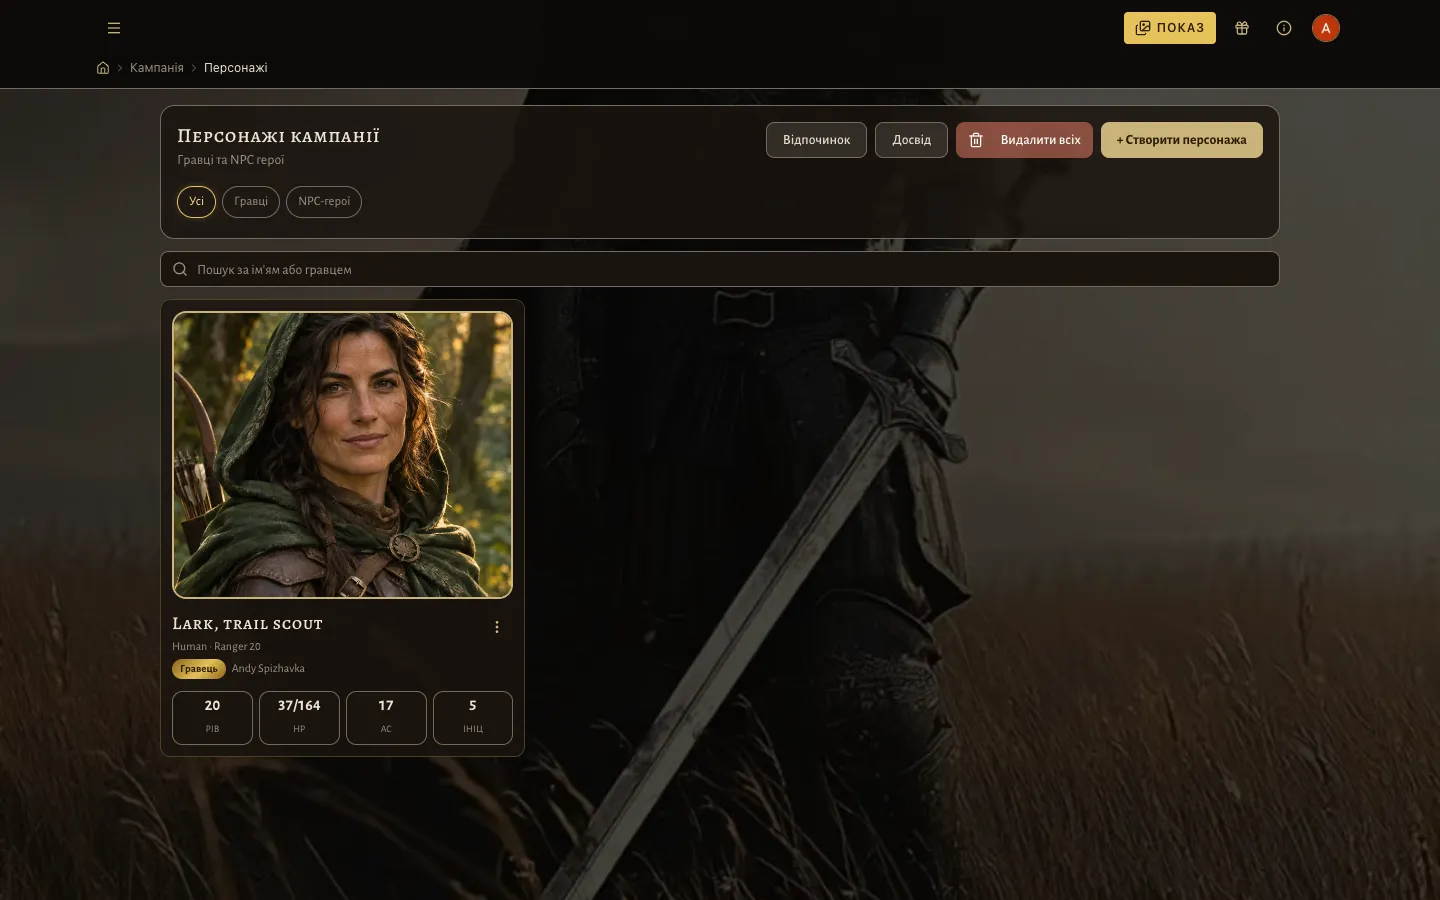 ПОКАЗ
A
Кампанія
Персонажі
Персонажі кампанії
Гравці та NPC герої
Відпочинок
Досвід
Видалити всіх
+ Створити персонажа
Усі
Гравці
NPC-герої
Пошук за ім'ям або гравцем
Lark, trail scout
Human · Ranger 20
Гравець Andy Spizhavka
20
РІВ
37/164
HP
17
AC
5
ІНІЦ